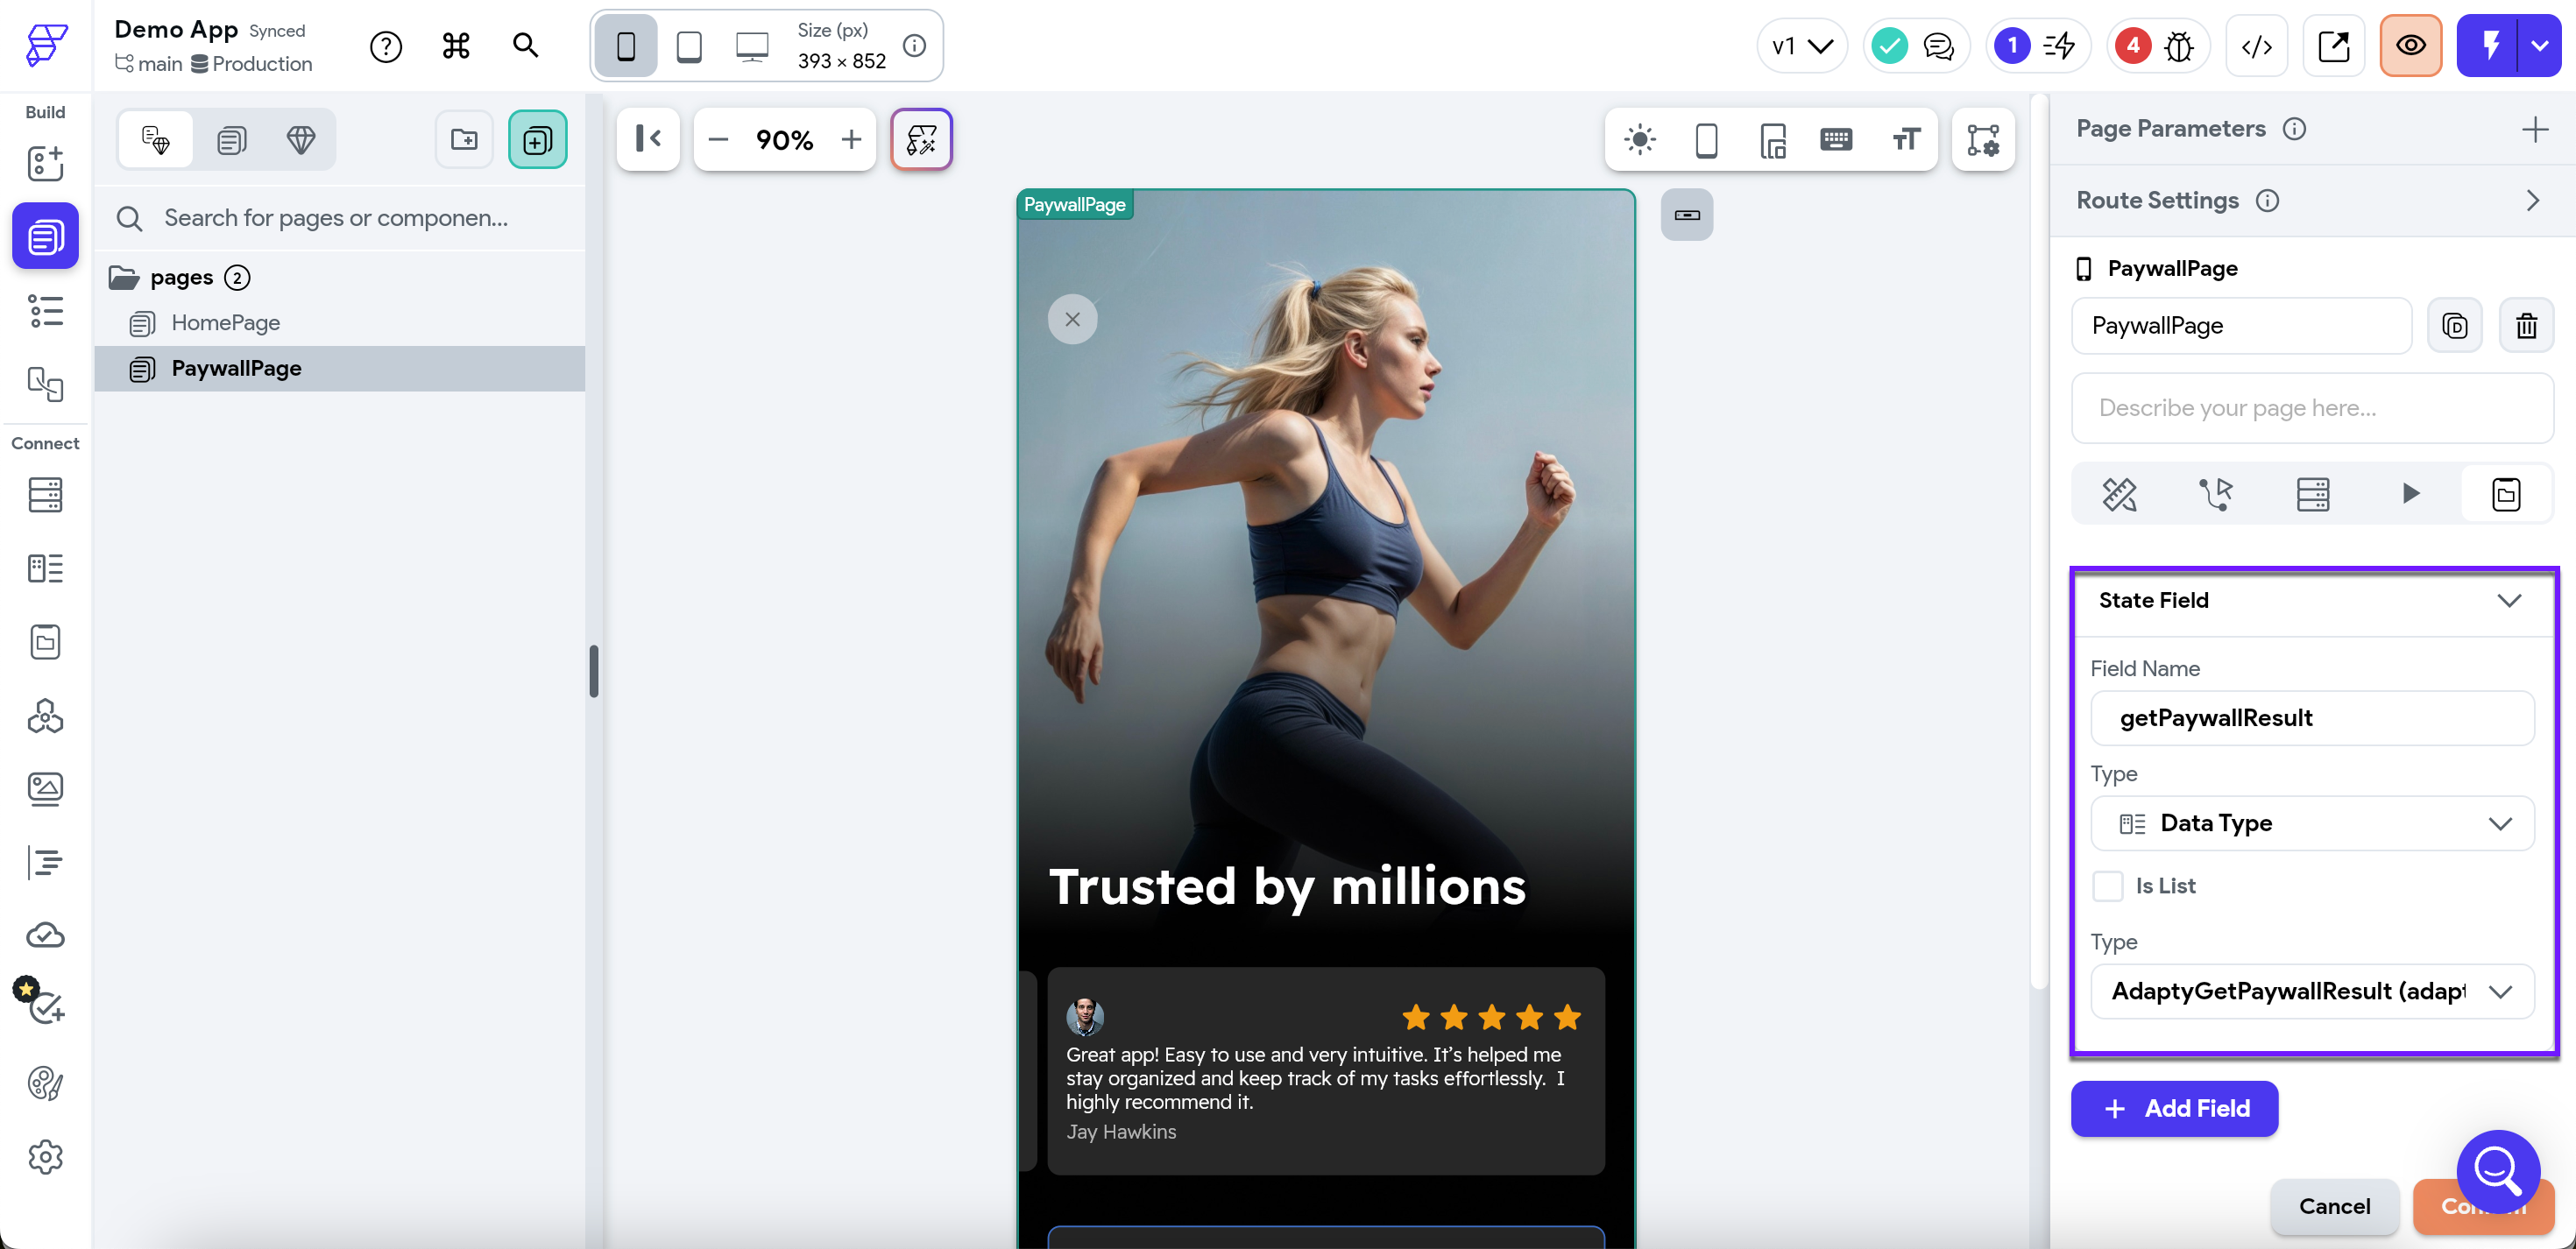 Demo App Synced
main Production
Size (px)
393 × 852
v1
1
4
Build
Connect
Search for pages or componen...
pages 2
HomePage
PaywallPage
90%
PaywallPage
Trusted by millions
Great app! Easy to use and very intuitive. It's helped me
stay organized and keep track of my tasks effortlessly. I
highly recommend it.
Jay Hawkins
Page Parameters
Route Settings
PaywallPage
PaywallPage
Describe your page here...
State Field
Field Name
getPaywallResult
Type
Data Type
Is List
Type
AdaptyGetPaywallResult (adapt
Add Field
Cancel